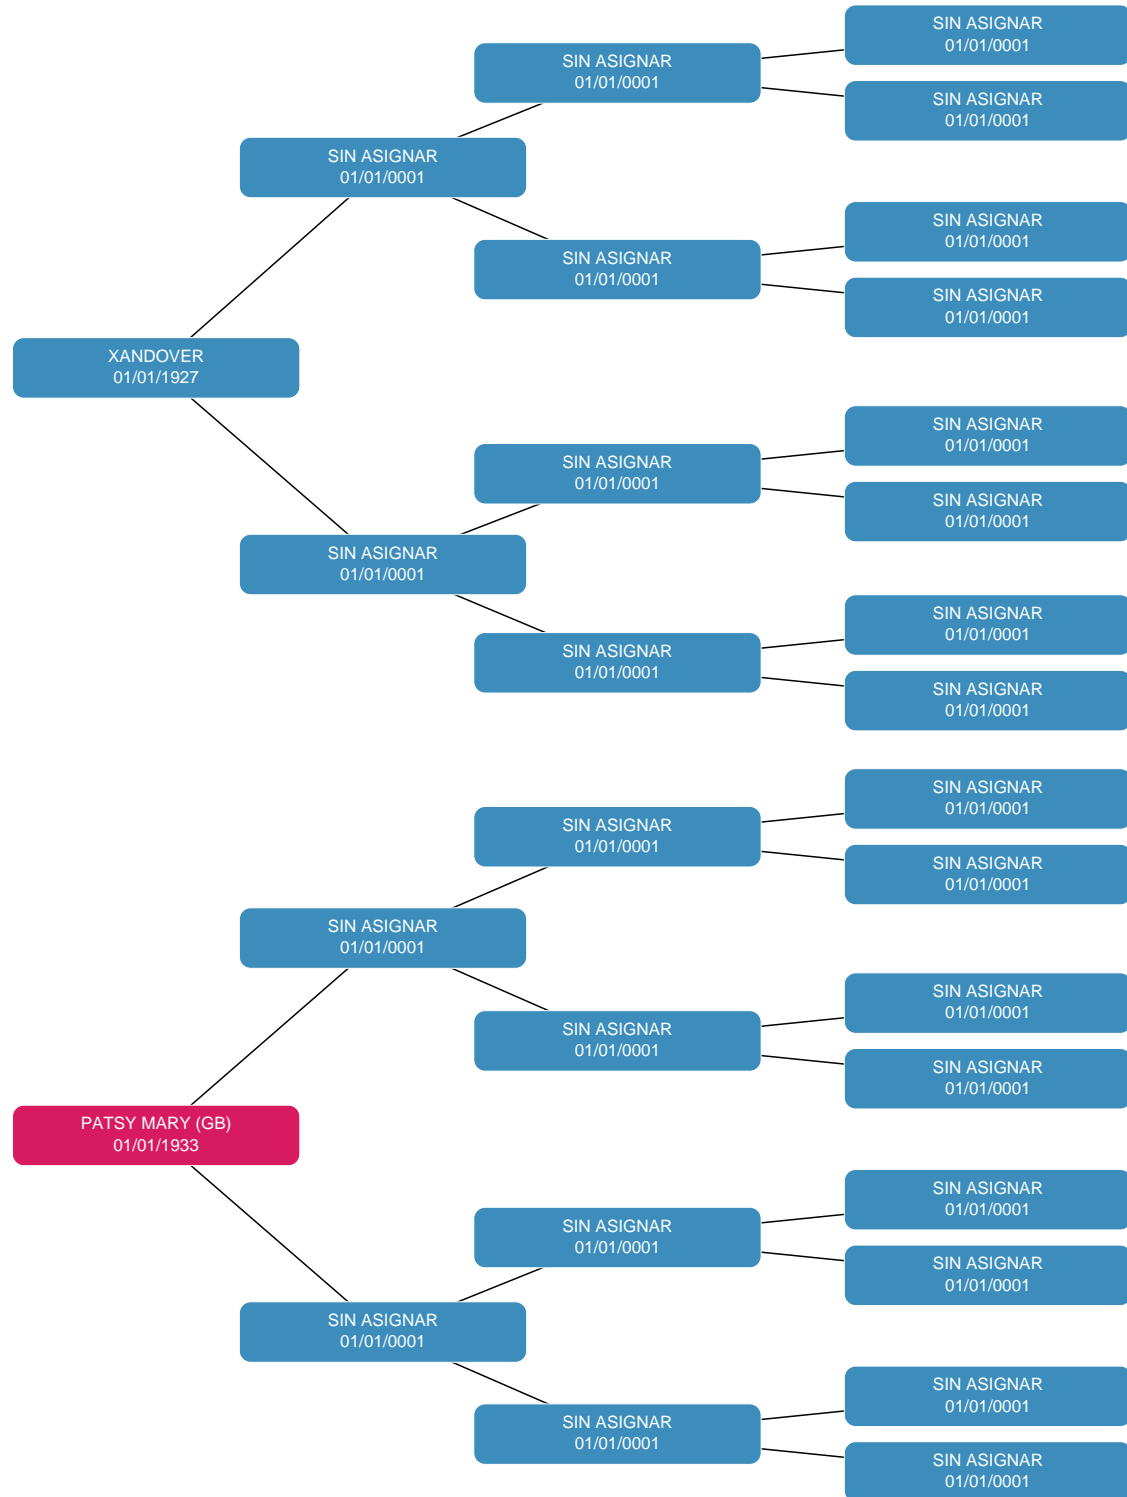 SIN ASIGNAR
01/01/0001
SIN ASIGNAR
01/01/0001
SIN ASIGNAR
01/01/0001
SIN ASIGNAR
01/01/0001
SIN ASIGNAR
01/01/0001
SIN ASIGNAR
01/01/0001
SIN ASIGNAR
01/01/0001
XANDOVER
01/01/1927
SIN ASIGNAR
01/01/0001
SIN ASIGNAR
01/01/0001
SIN ASIGNAR
01/01/0001
SIN ASIGNAR
01/01/0001
SIN ASIGNAR
01/01/0001
SIN ASIGNAR
01/01/0001
SIN ASIGNAR
01/01/0001
SIN ASIGNAR
01/01/0001
SIN ASIGNAR
01/01/0001
SIN ASIGNAR
01/01/0001
SIN ASIGNAR
01/01/0001
SIN ASIGNAR
01/01/0001
SIN ASIGNAR
01/01/0001
SIN ASIGNAR
01/01/0001
PATSY MARY (GB)
01/01/1933
SIN ASIGNAR
01/01/0001
SIN ASIGNAR
01/01/0001
SIN ASIGNAR
01/01/0001
SIN ASIGNAR
01/01/0001
SIN ASIGNAR
01/01/0001
SIN ASIGNAR
01/01/0001
SIN ASIGNAR
01/01/0001